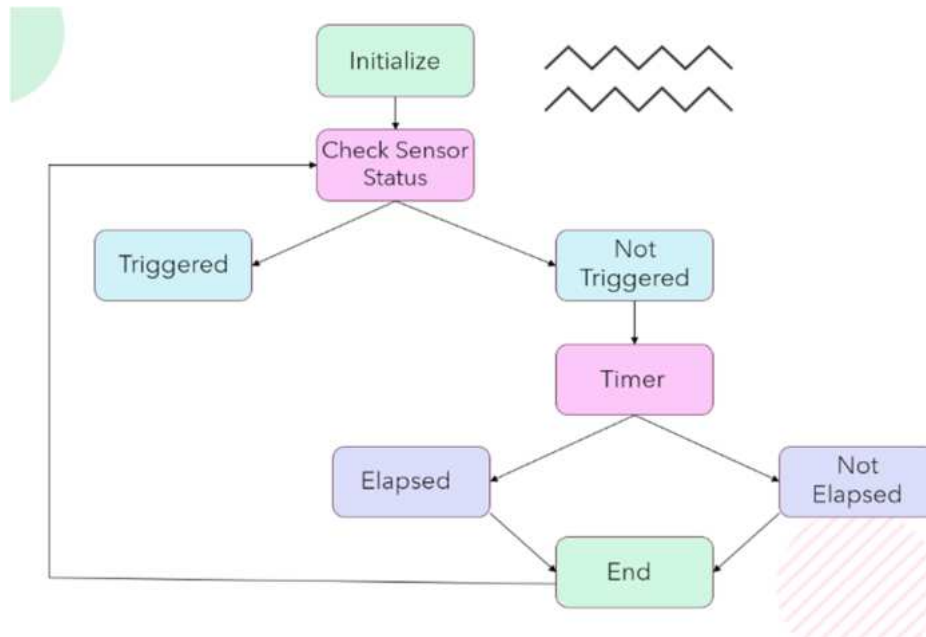 Initialize
Check Sensor
Status
Triggered
Not
Triggered
Timer
Elapsed
Not
Elapsed
End